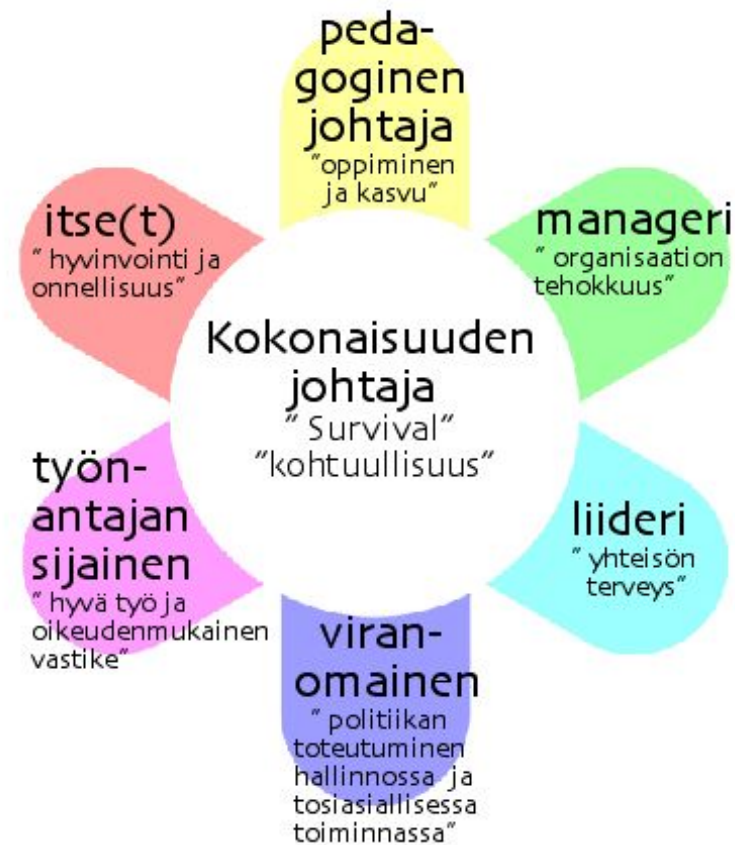 peda-
goginen
johtaja
"oppiminen
ja kasvu"
manageri
" organisaation
tehokkuus"
liideri
" yhteisön
terveys"
viran-
omainen
" politiikan
toteutuminen
hallinnossa ja
tosiasiallisessa
toiminnassa"
työn-
antajan
sijainen
" hyvä työ ja
oikeudenmukainen
vastike"
itse(t)
" hyvinvointi ja
onnellisuus"
Kokonaisuuden
johtaja
" Survival"
"kohtuullisuus"